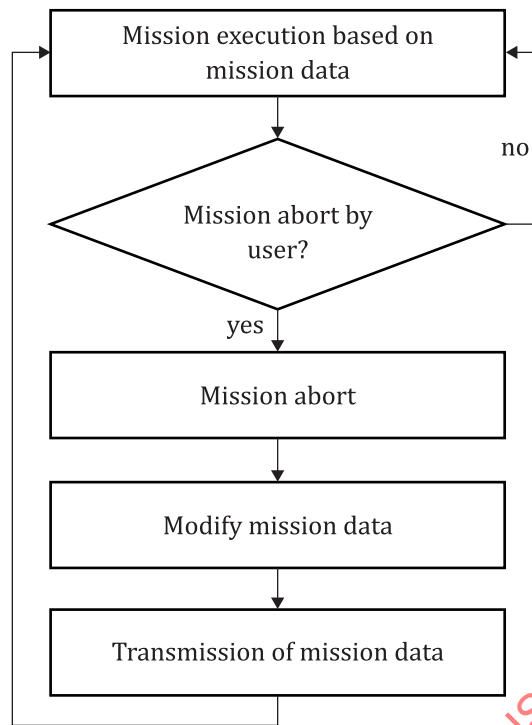 Mission execution based on
mission data
no
Mission abort by
user?
yes
Mission abort
Modify mission data
Transmission of mission data